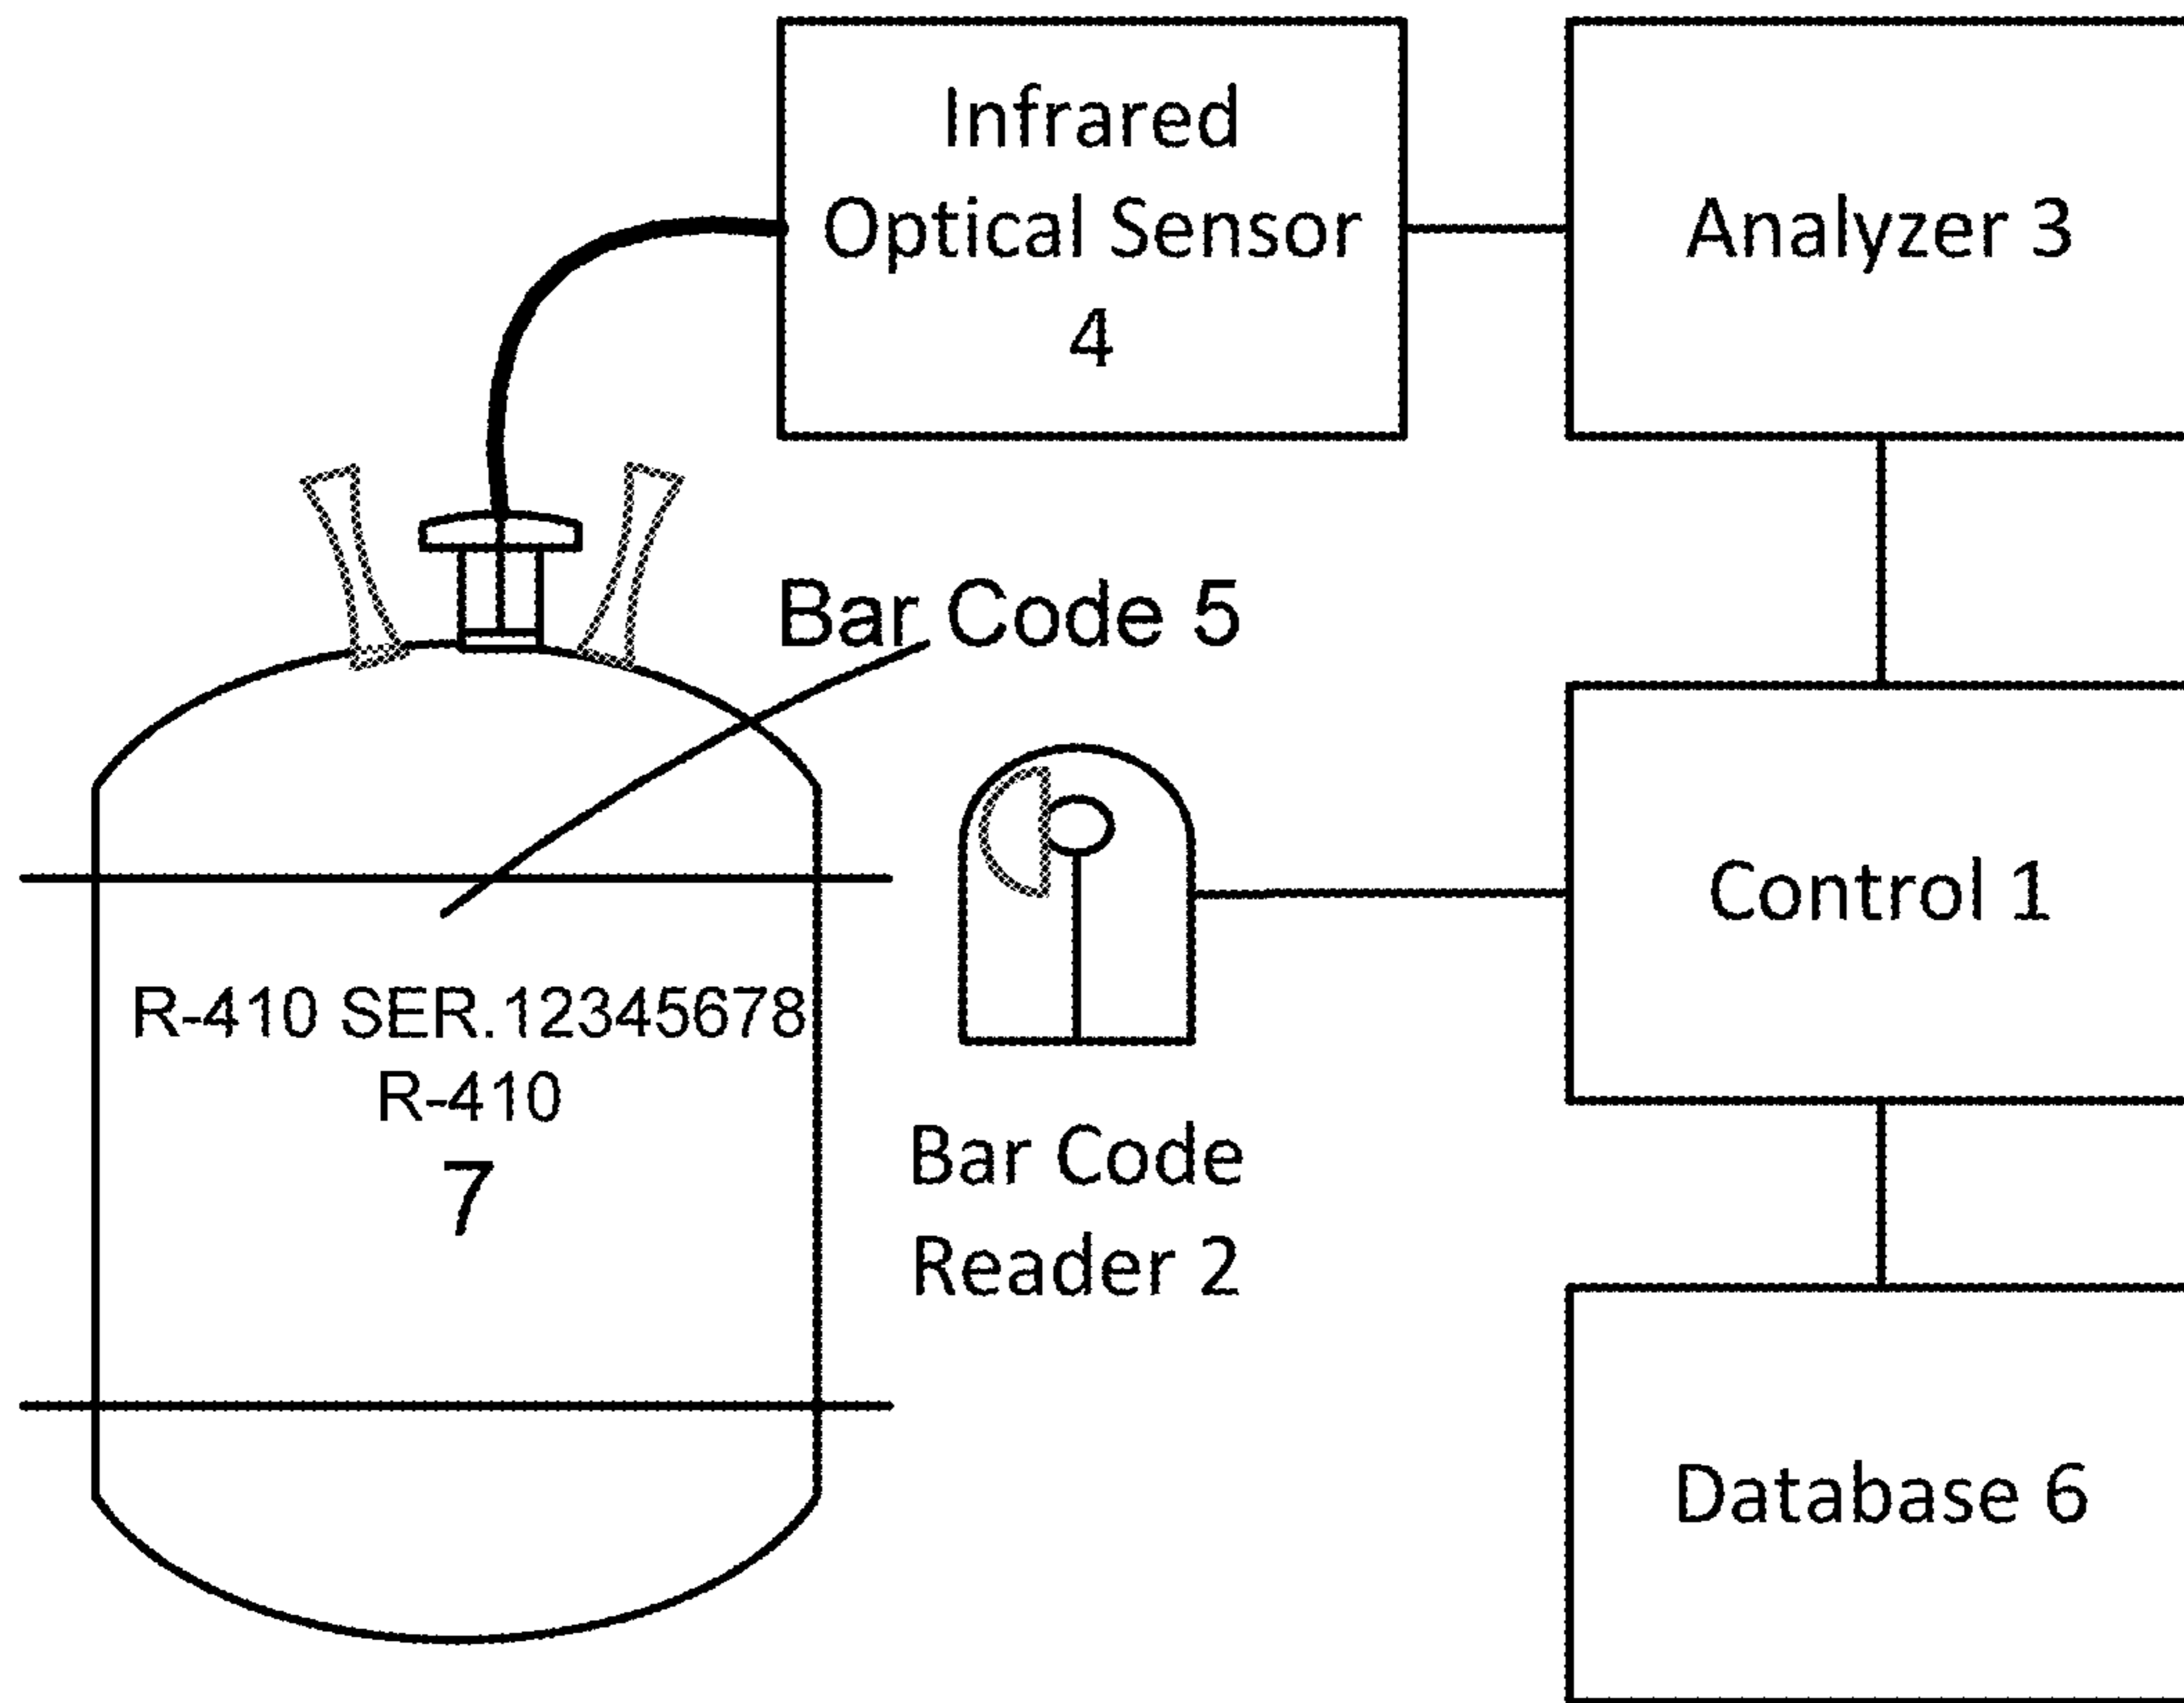 Infrared
Optical Sensor
4
Analyzer 3
Bar Code 5
Control 1
R-410 SER.12345678
R-410
7
Bar Code
Reader 2
Database 6